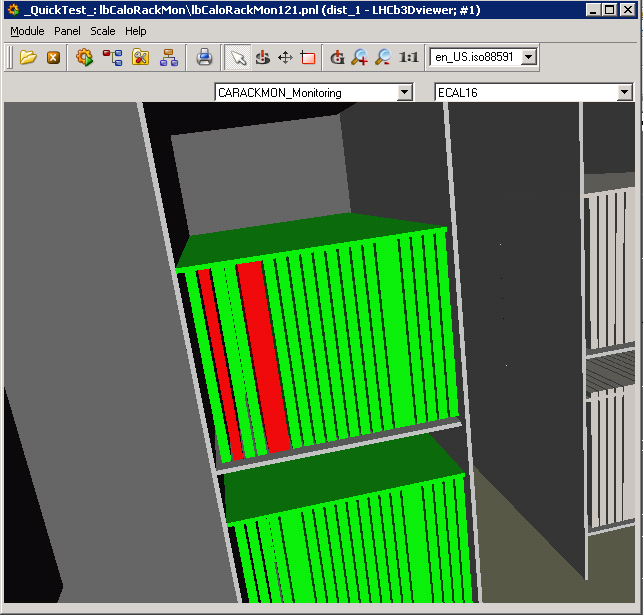 _QuickTest_: lbCaloRackMon\lbCaloRackMon121.pnl (dist_1 - LHCb3Dviewer; #1)
Module Panel Scale Help
1:1 en_US.iso88591
CARACKMON_Monitoring ECAL16